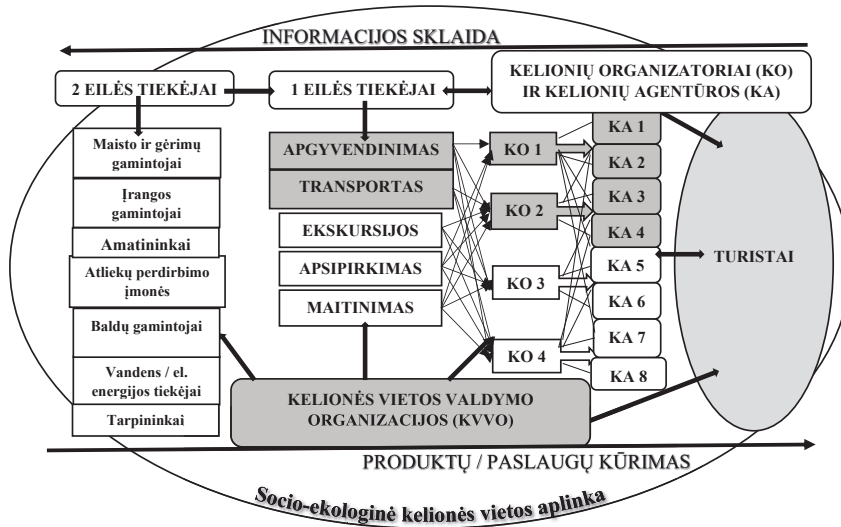 INFORMACIJOS SKLAIDA
2 EILĖS TIEKĖJAI
1 EILĖS TIEKĖJAI
KELIONIŲ ORGANIZATORIAI (KO)
IR KELIONIŲ AGENTŪROS (KA)
Maisto ir gėrimų
gamintojai
Įrangos
gamintojai
Amatininkai
Atliekų perdirbimo
įmonės
Baldų gamintojai
Vandens / el.
energijos tiekėjai
Tarpininkai
APGYVENDINIMAS
TRANSPORTAS
EKSKURSIJOS
APSIPIRKIMAS
MAITINIMAS
KO 1
KO 2
KO 3
KO 4
KA 1
KA 2
KA 3
KA 4
KA 5
KA 6
KA 7
KA 8
TURISTAI
KELIONĖS VIETOS VALDYMO
ORGANIZACIJOS (KVVO)
PRODUKTŲ / PASLAUGŲ KŪRIMAS
Socio-ekologinė kelionės vietos aplinka